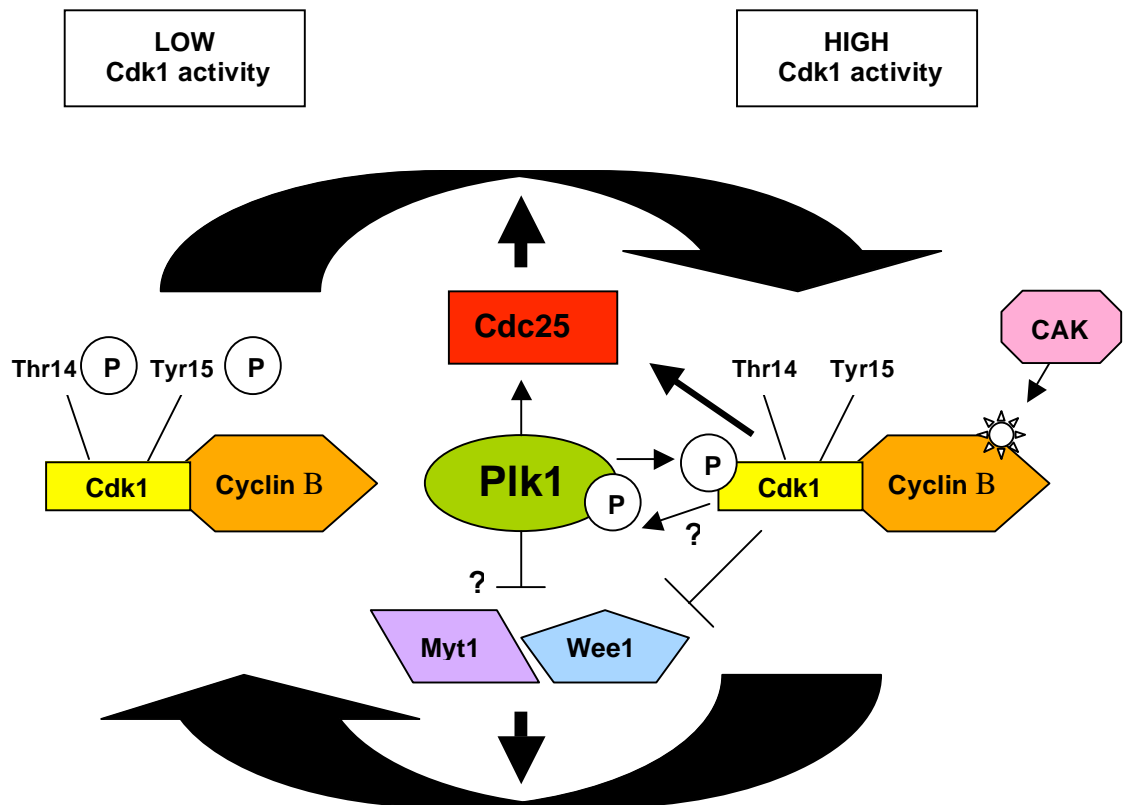 LOW
Cdk1 activity
HIGH
Cdk1 activity
Cdc25
CAK
Thr14 P Tyr15 P
Thr14 Tyr15
Cdk1 Cyclin B
Plk1
P
P
Cdk1 Cyclin B
?
?
Myt1 Wee1